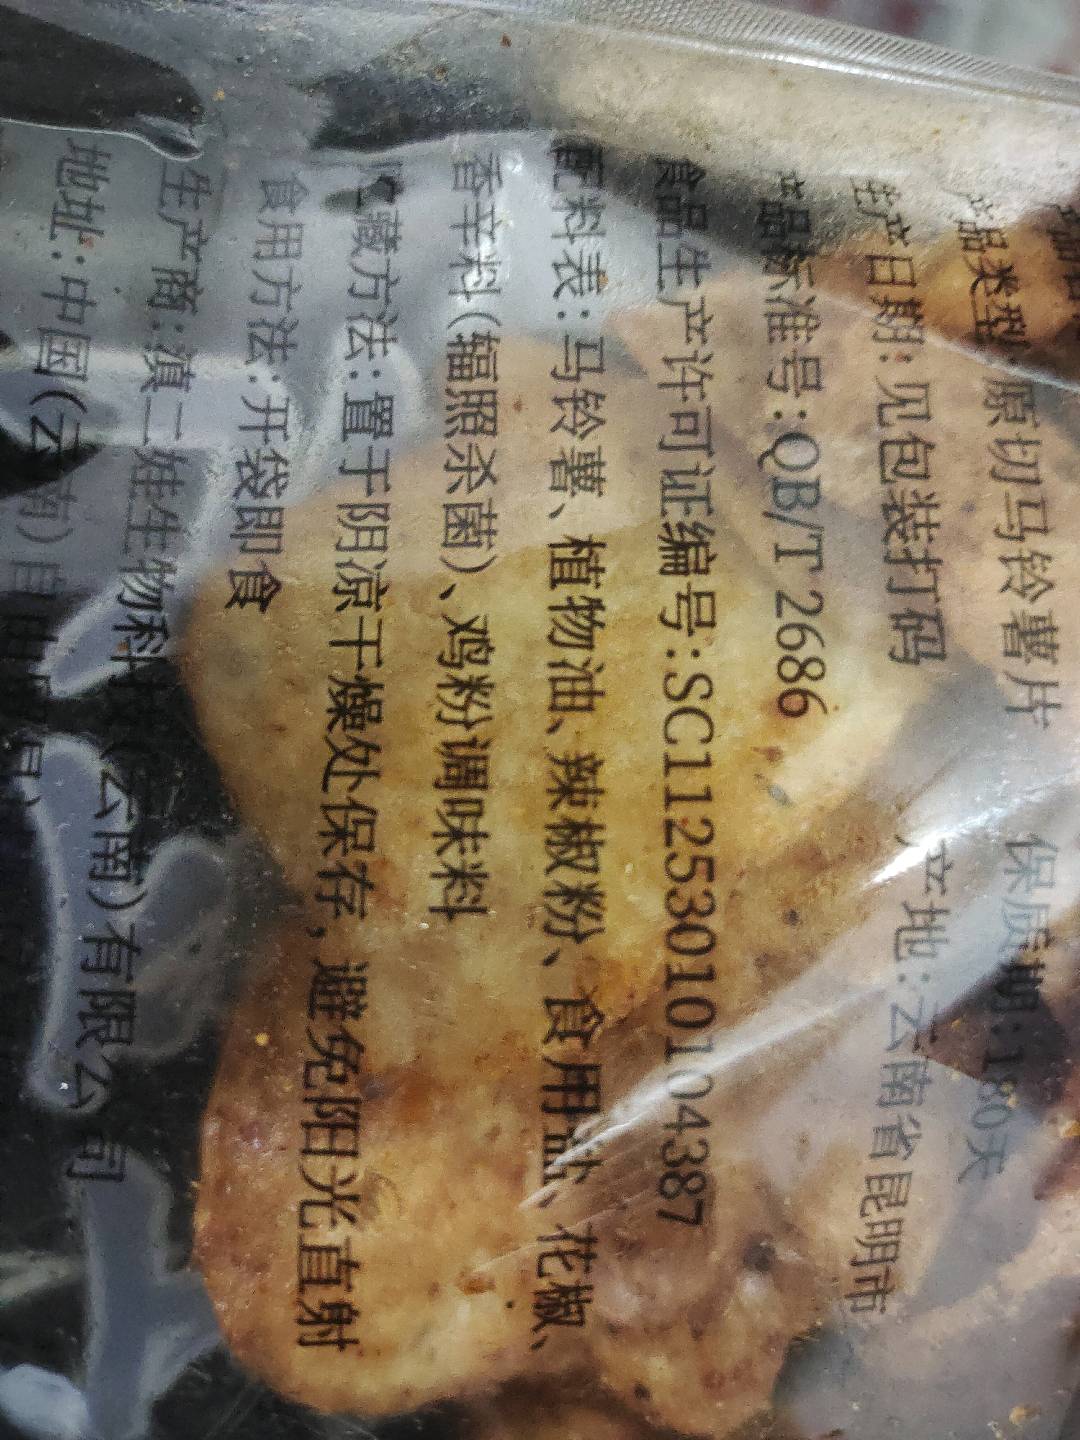 产品类型:原切马铃薯片 保质期:180天
生产日期:见包装打码 产地:云南省昆明市
产品标准号:QB/T 2686
食品生产许可证编号:SC11253010104387
配料表:马铃薯、植物油、辣椒粉、食用盐、花椒、
香辛料(辐照杀菌)、鸡粉调味料
贮藏方法:置于阴凉干燥处保存,避免阳光直射
食用方法:开袋即食
生产商:滇二娃生物科技(云南)有限公司
地址:中国(云南)自由贸易